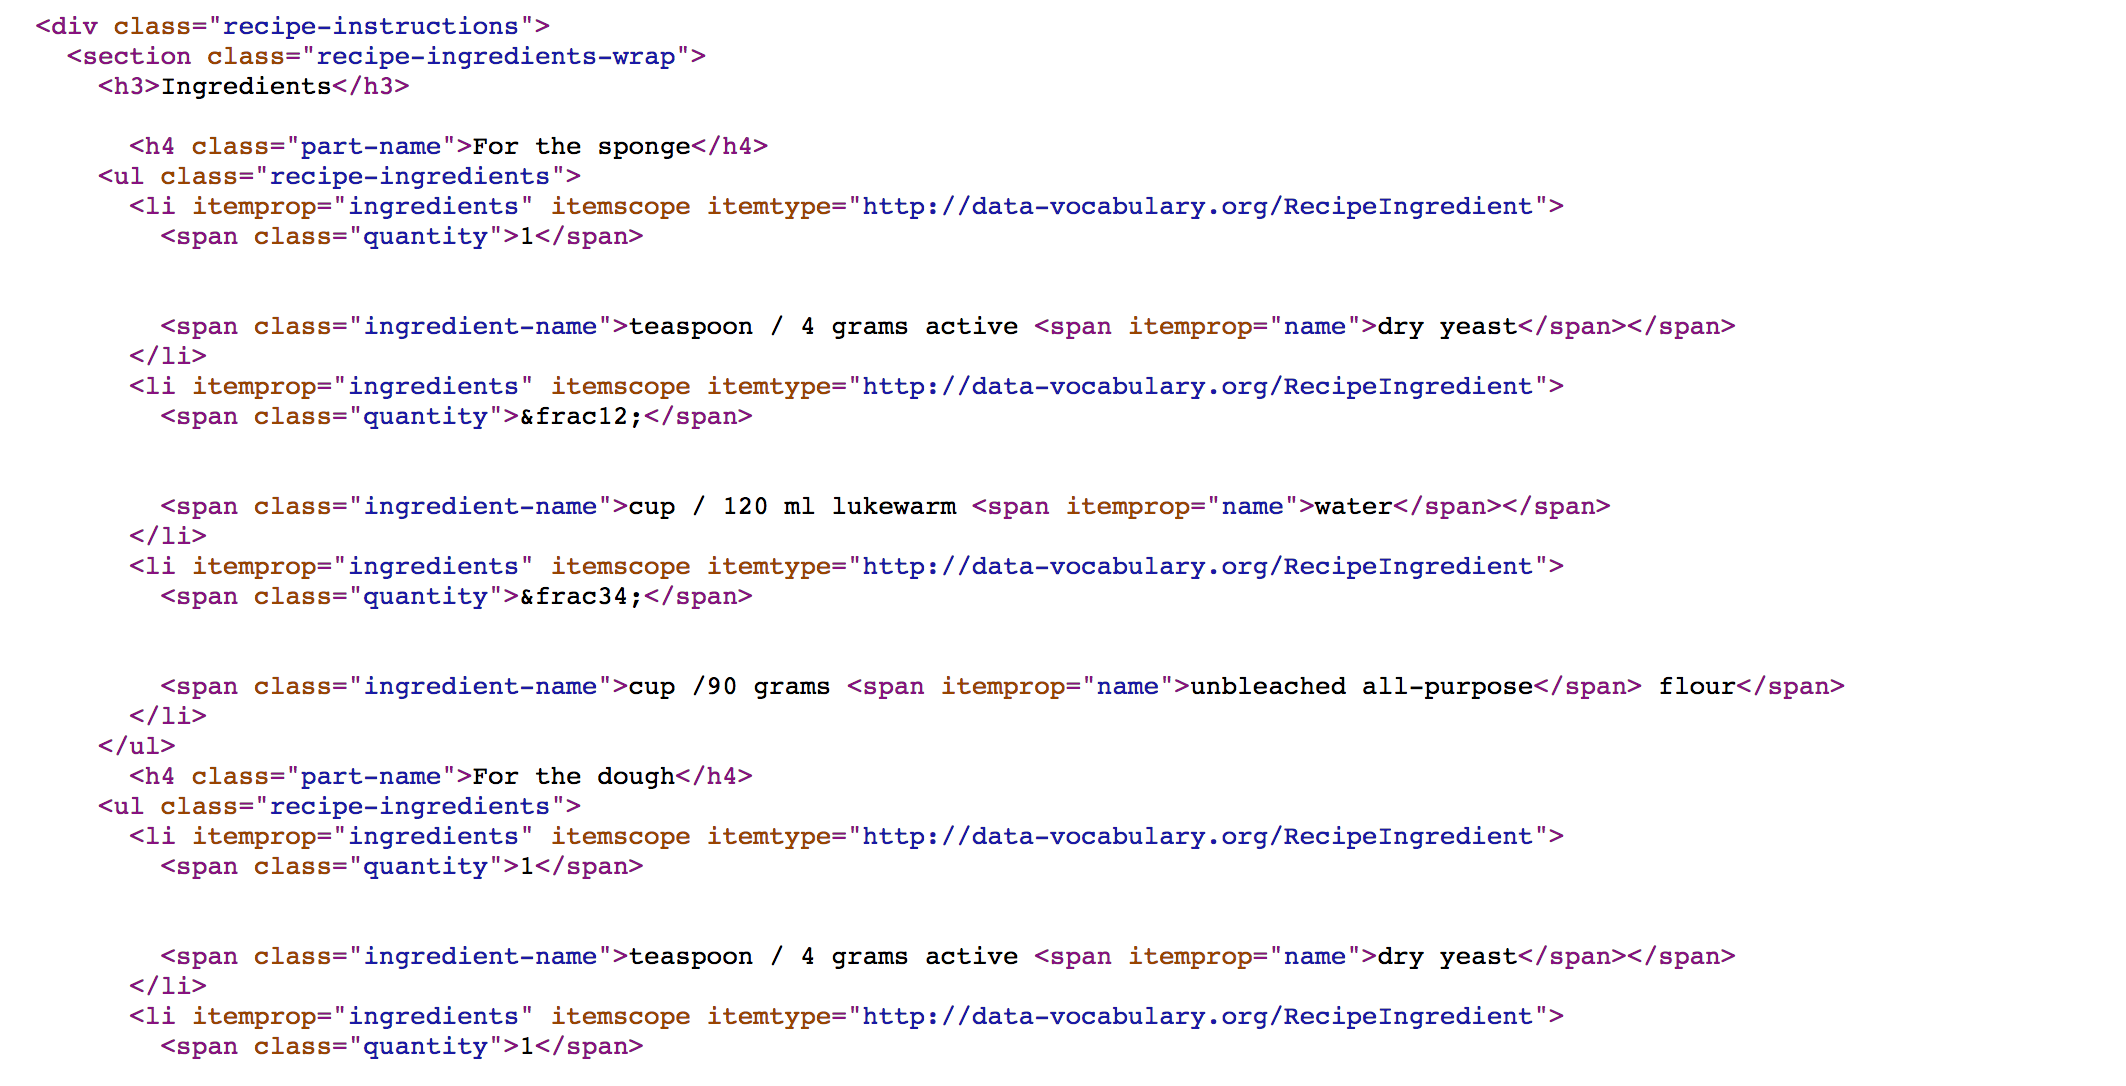 <div class="recipe-instructions">
<section class="recipe-ingredients-wrap">
<h3>Ingredients</h3>
<h4 class="part-name">For the sponge</h4>
<ul class="recipe-ingredients">
<li itemprop="ingredients" itemscope itemtype="http://data-vocabulary.org/RecipeIngredient">
<span class="quantity">1</span>
<span class="ingredient-name">teaspoon / 4 grams active <span itemprop="name">dry yeast</span></span>
</li>
<li itemprop="ingredients" itemscope itemtype="http://data-vocabulary.org/RecipeIngredient">
<span class="quantity">&frac12;</span>
<span class="ingredient-name">cup / 120 ml lukewarm <span itemprop="name">water</span></span>
</li>
<li itemprop="ingredients" itemscope itemtype="http://data-vocabulary.org/RecipeIngredient">
<span class="quantity">&frac34;</span>
<span class="ingredient-name">cup /90 grams <span itemprop="name">unbleached all-purpose</span> flour</span>
</li>
</ul>
<h4 class="part-name">For the dough</h4>
<ul class="recipe-ingredients">
<li itemprop="ingredients" itemscope itemtype="http://data-vocabulary.org/RecipeIngredient">
<span class="quantity">1</span>
<span class="ingredient-name">teaspoon / 4 grams active <span itemprop="name">dry yeast</span></span>
</li>
<li itemprop="ingredients" itemscope itemtype="http://data-vocabulary.org/RecipeIngredient">
<span class="quantity">1</span>